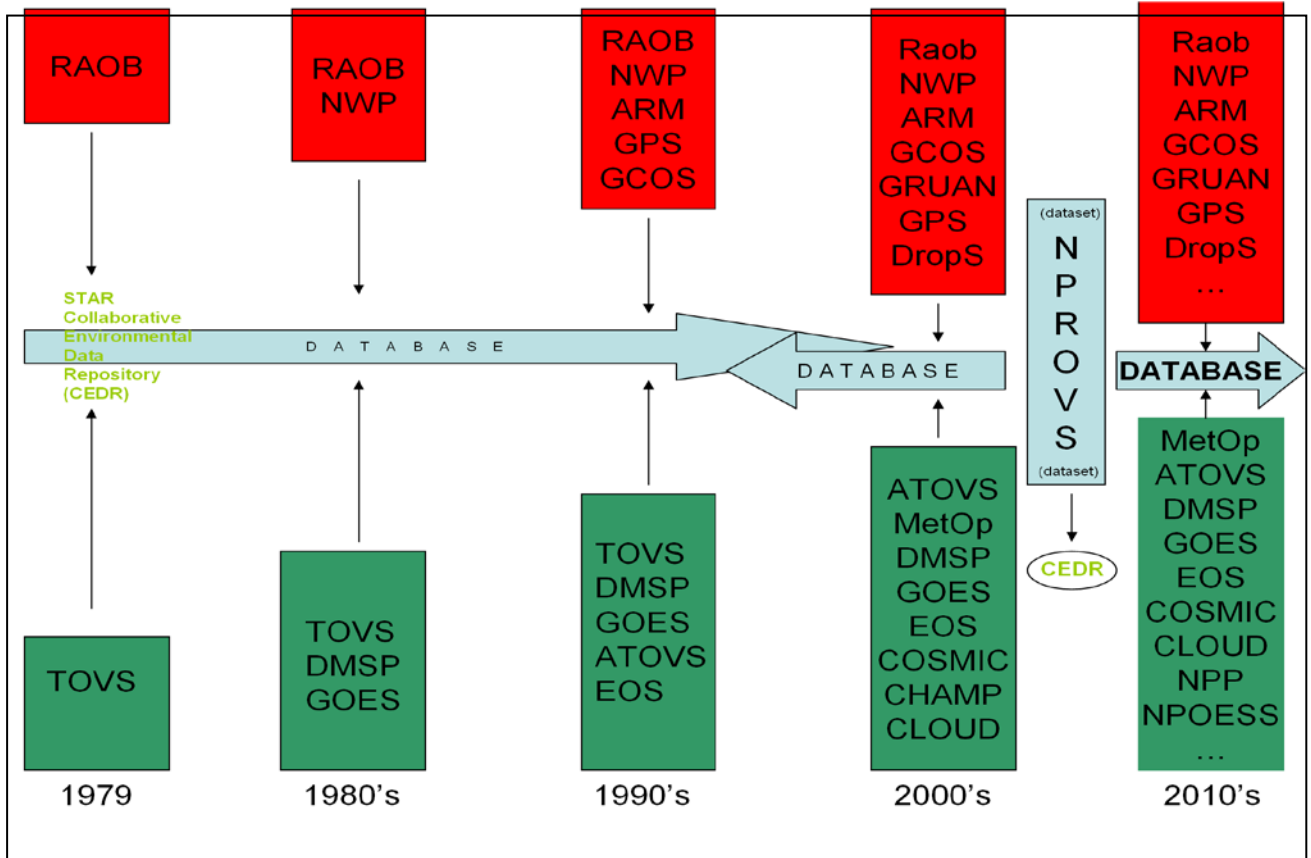 RAOB
RAOB
NWP
RAOB
NWP
ARM
GPS
GCOS
Raob
NWP
ARM
GCOS
GRUAN
GPS
DropS
Raob
NWP
ARM
GCOS
GRUAN
GPS
DropS
...
STAR
Collaborative
Environmental
Data
Repository
(CEDR)
DATABASE
DATABASE
(dataset)
N
P
R
O
V
S
(dataset)
CEDR
DATABASE
TOVS
TOVS
DMSP
GOES
TOVS
DMSP
GOES
ATOVS
EOS
ATOVS
MetOp
DMSP
GOES
EOS
COSMIC
CHAMP
CLOUD
MetOp
ATOVS
DMSP
GOES
EOS
COSMIC
CLOUD
NPP
NPOESS
...
1979
1980's
1990's
2000's
2010's